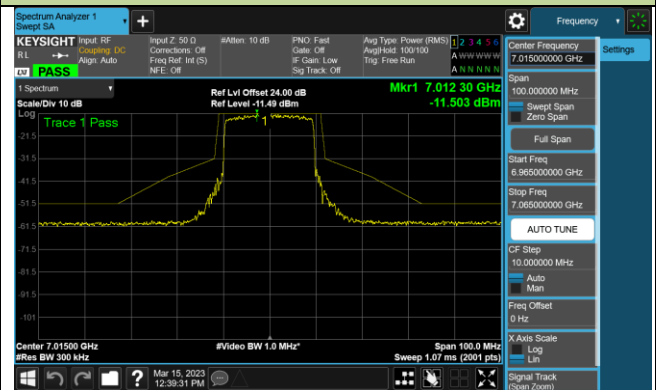 Spectrum Analyzer 1
Swept SA
Frequency
KEYSIGHT
RL
PASS
Input: RF
Coupling: DC
Align: Auto
Input Z: 50 Ω
Corrections: Off
Freq Ref: Int (S)
NFE: Off
#Atten: 10 dB
PNO: Fast
Gate: Off
IF Gain: Low
Sig Track: Off
Avg Type: Power (RMS)
Avg|Hold: 100/100
Trig: Free Run
1 2 3 4 5 6
A W W W W W
A N N N N N
1 Spectrum
Scale/Div 10 dB
Log
Ref Lvl Offset 24.00 dB
Ref Level -11.49 dBm
Mkr1 7.012 30 GHz
-11.503 dBm
Trace 1 Pass
1
-21.5
-31.5
-41.5
-51.5
-61.5
-71.5
-81.5
-91.5
-101
Center 7.01500 GHz
#Res BW 300 kHz
#Video BW 1.0 MHz*
Span 100.0 MHz
Sweep 1.07 ms (2001 pts)
Center Frequency
7.015000000 GHz
Settings
Span
100.000000 MHz
Swept Span
Zero Span
Full Span
Start Freq
6.965000000 GHz
Stop Freq
7.065000000 GHz
AUTO TUNE
CF Step
10.000000 MHz
Auto
Man
Freq Offset
0 Hz
X Axis Scale
Log
Lin
Signal Track
(Span Zoom)
?
Mar 15, 2023
12:39:31 PM